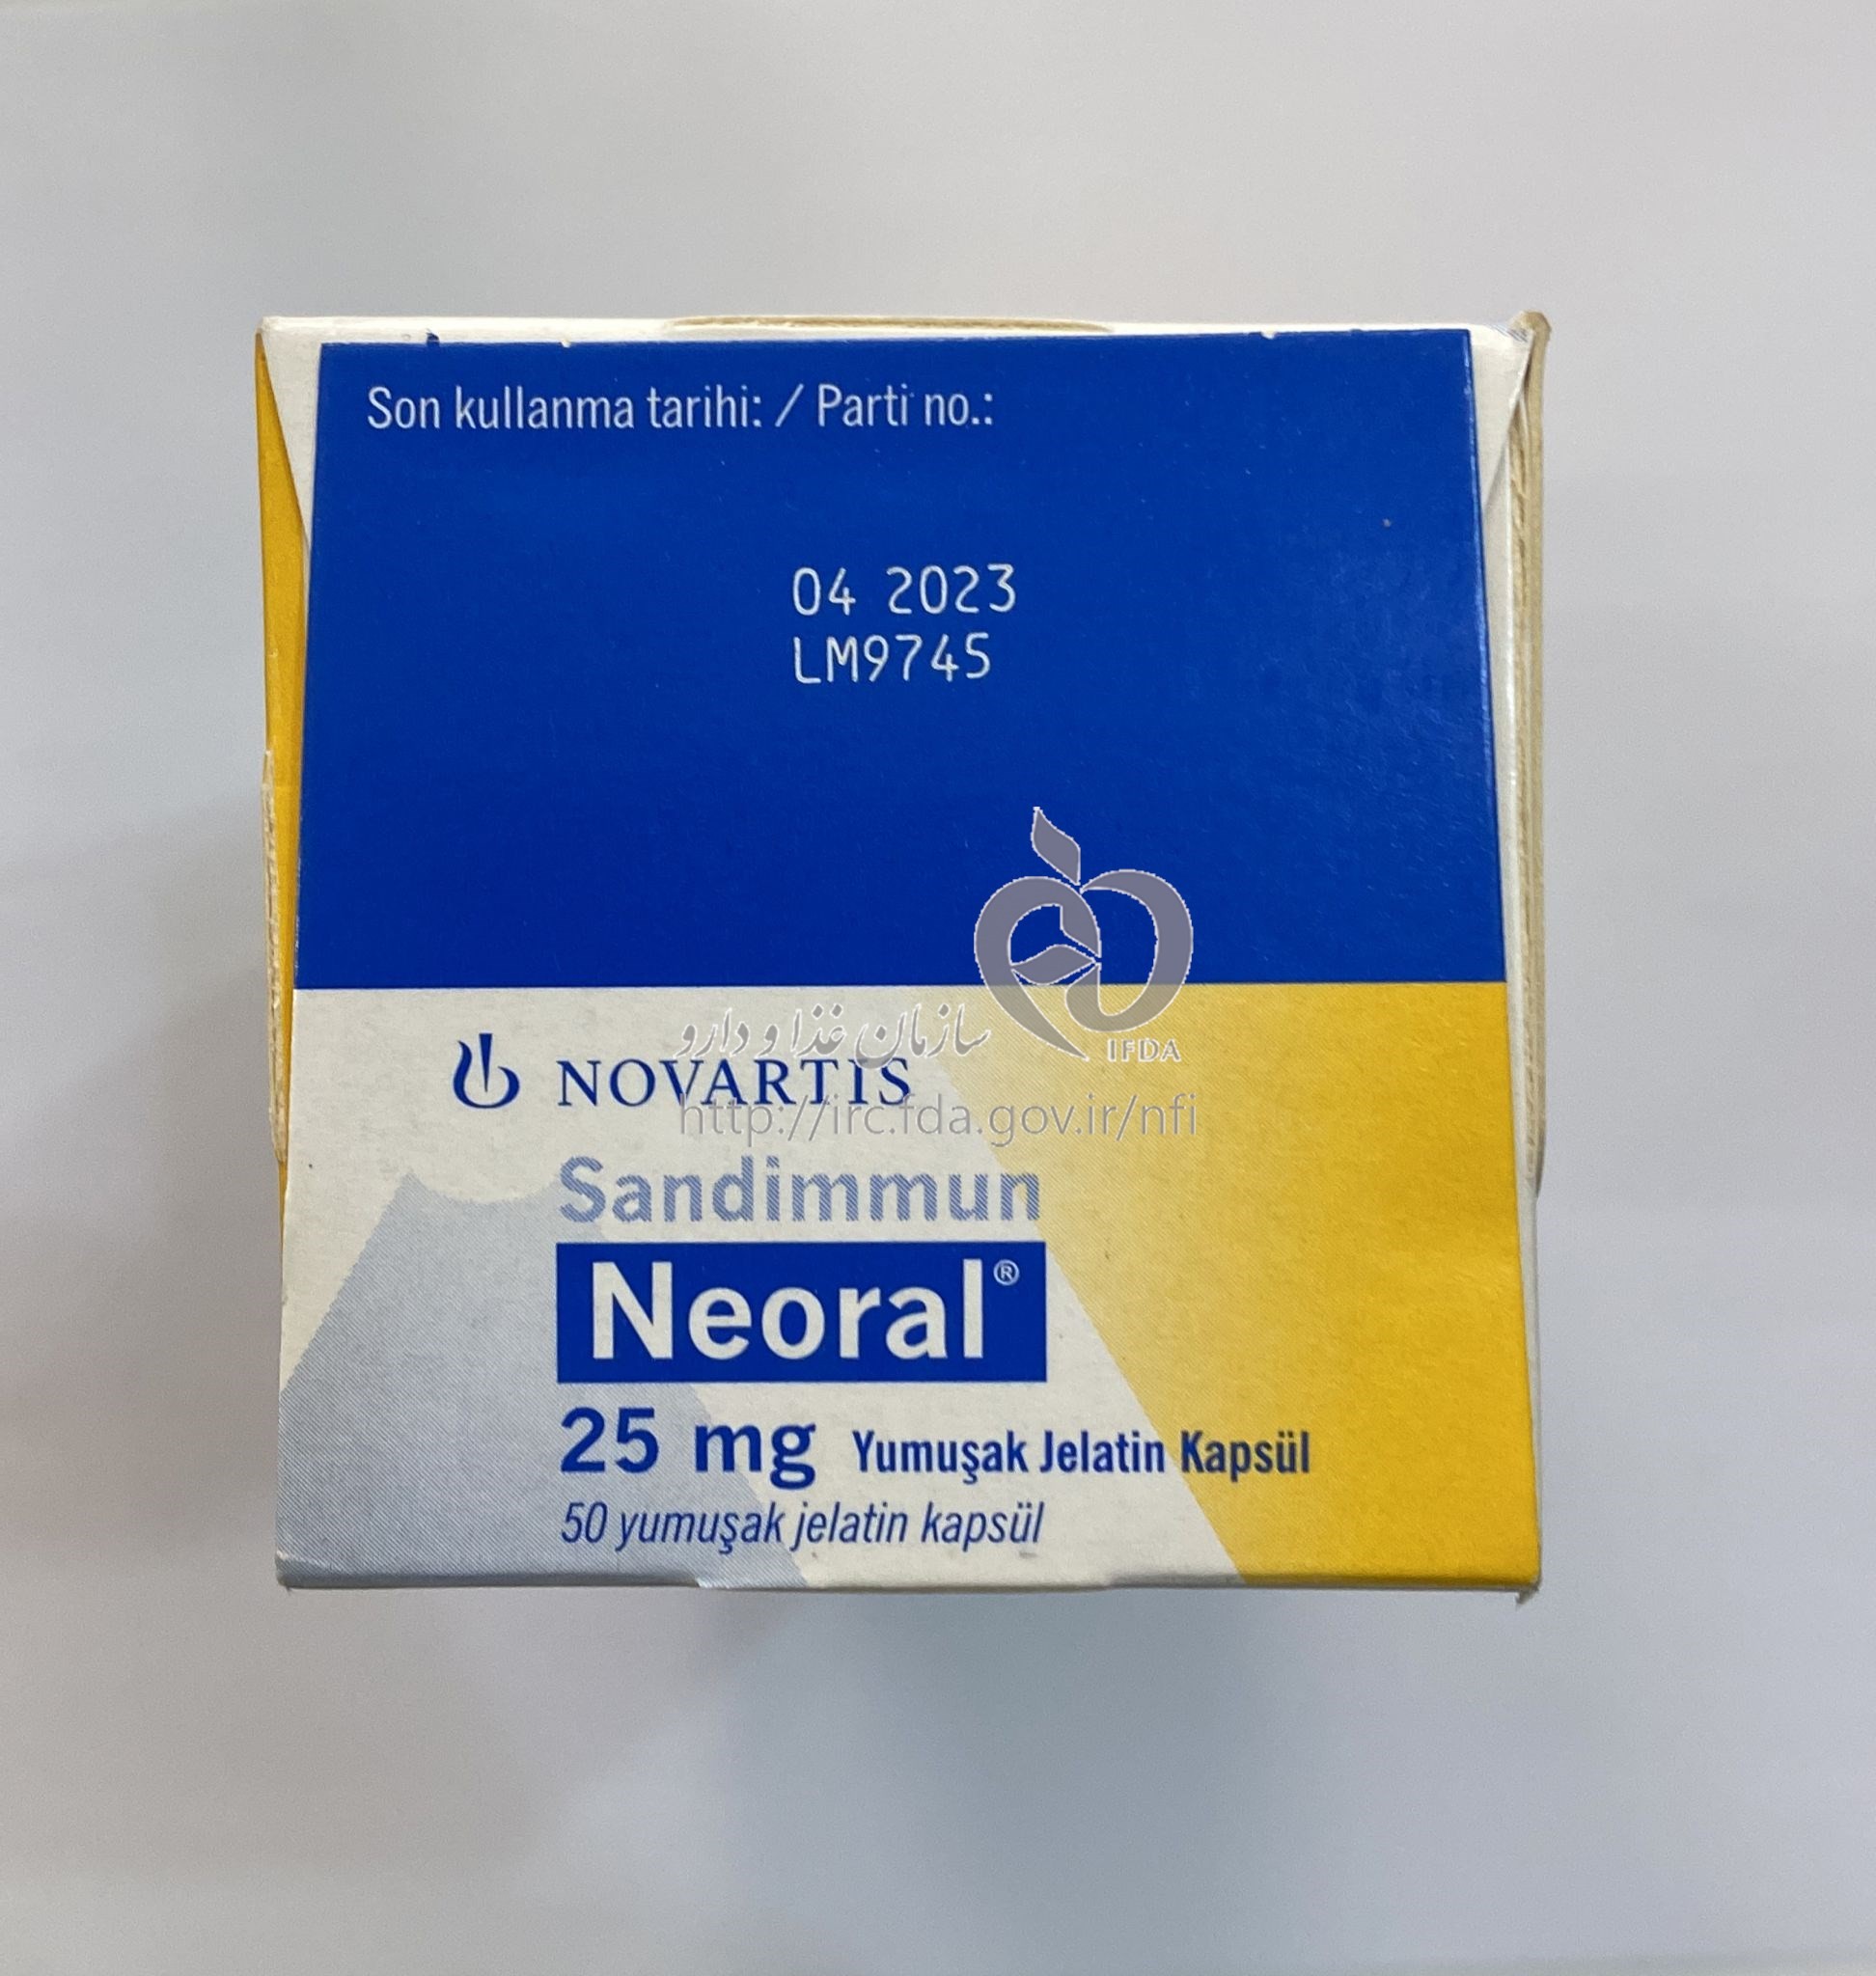 Son kullanma tarihi: / Parti no.:
04 2023
LM9745
سازمان غذا و دارو
IFDA
NOVARTIS
http://irc.fda.gov.ir/nfi
Sandimmun
Neoral®
25 mg Yumuşak Jelatin Kapsül
50 yumuşak jelatin kapsül